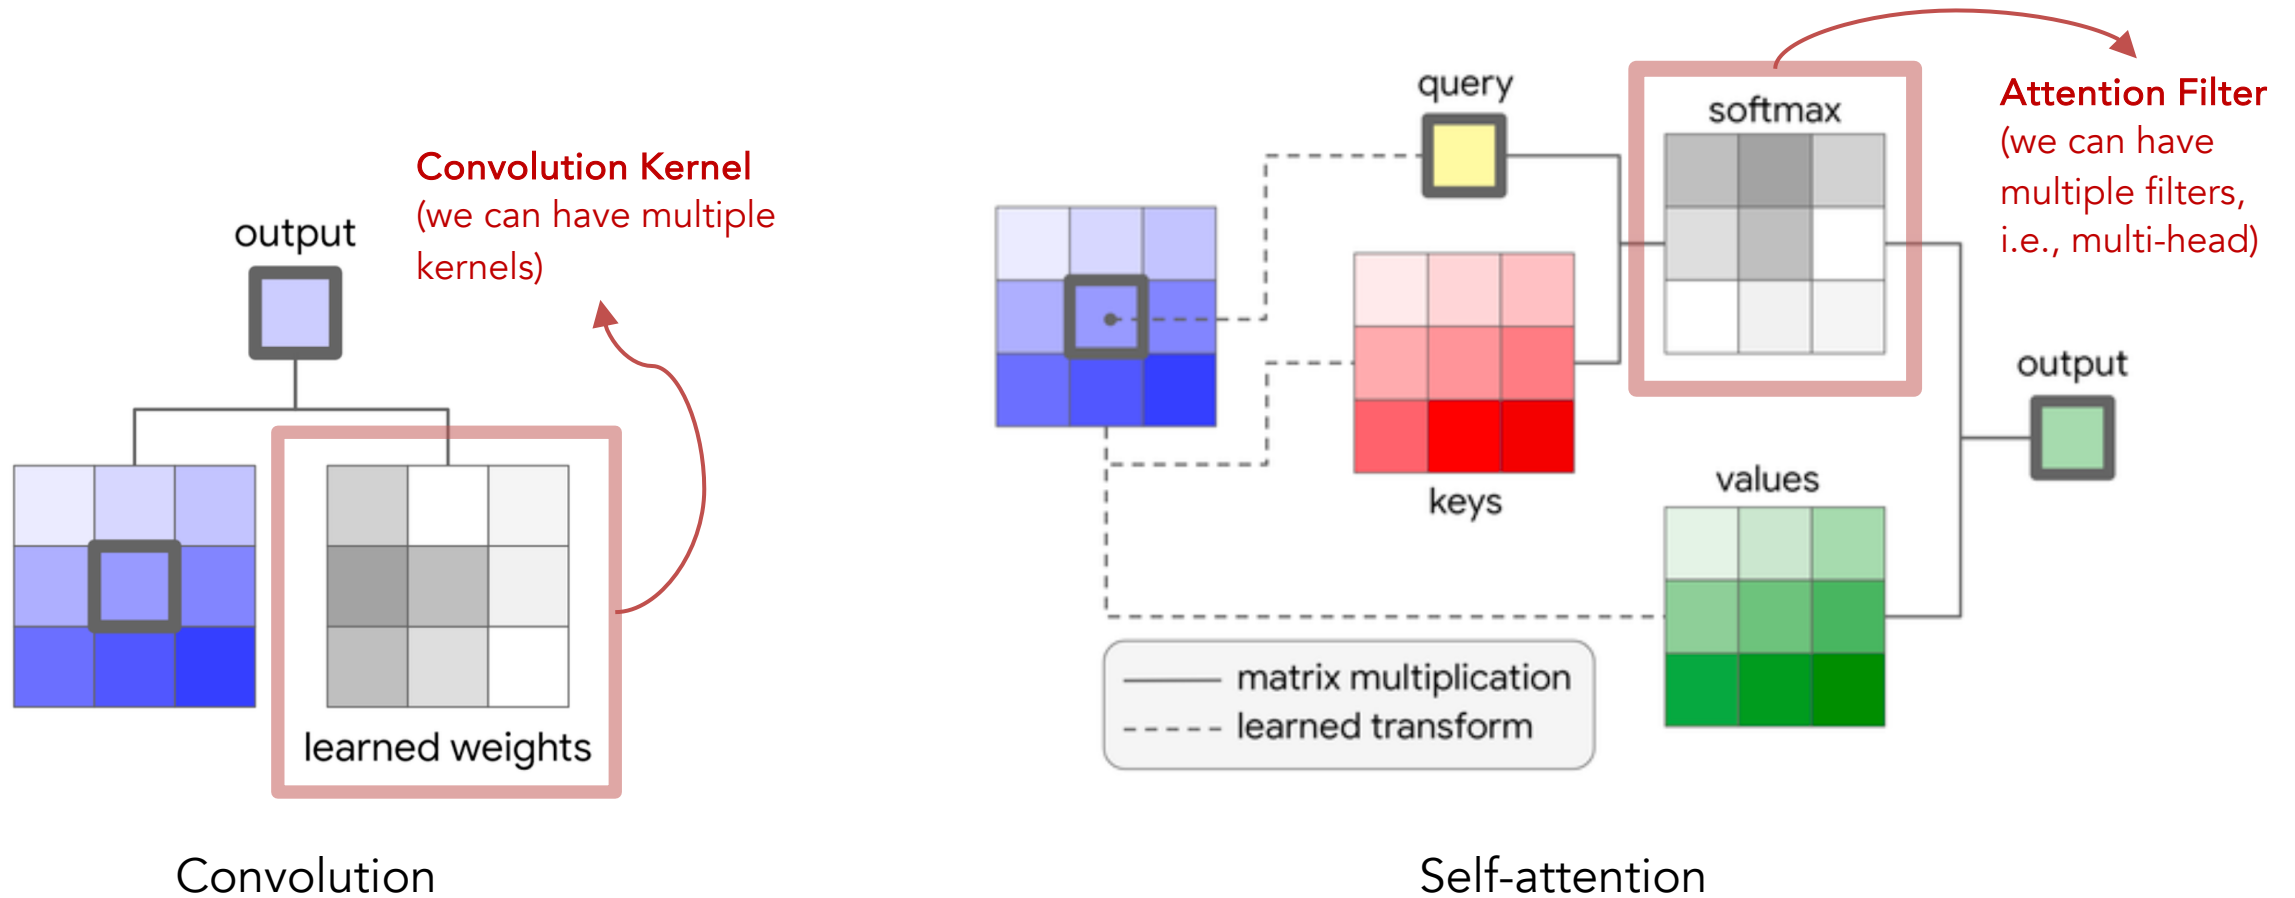 Convolution Kernel
(we can have multiple
kernels)
output
learned weights
Convolution
query
softmax
Attention Filter
(we can have
multiple filters,
i.e., multi-head)
keys
values
output
matrix multiplication
learned transform
Self-attention